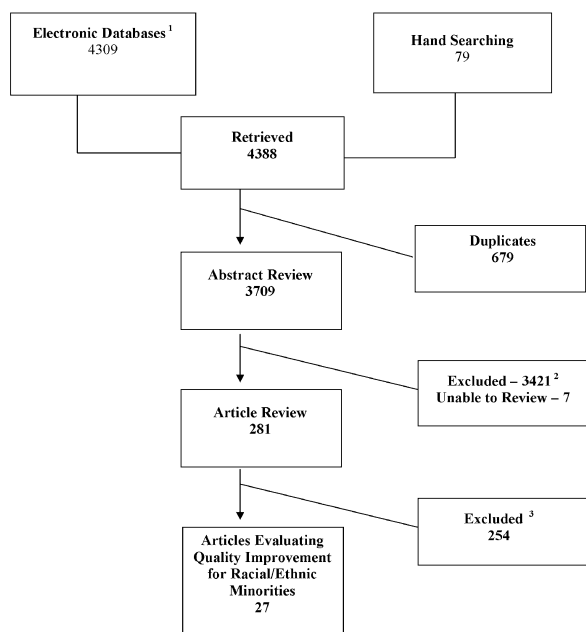 Electronic Databases 1
4309
Hand Searching
79
Retrieved
4388
Duplicates
679
Abstract Review
3709
Excluded – 3421 2
Unable to Review – 7
Article Review
281
Excluded 3
254
Articles Evaluating
Quality Improvement
for Racial/Ethnic
Minorities
27